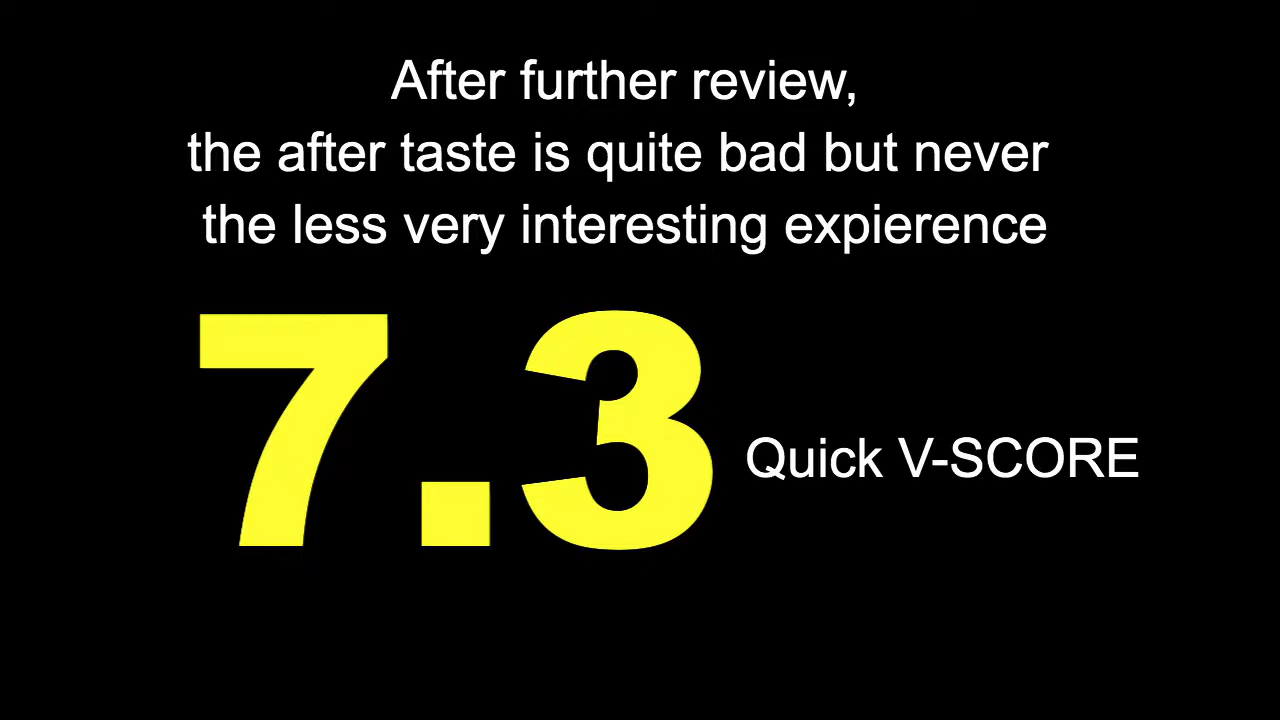 After further review,
the after taste is quite bad but never
the less very interesting expierence
7.3
Quick V-SCORE